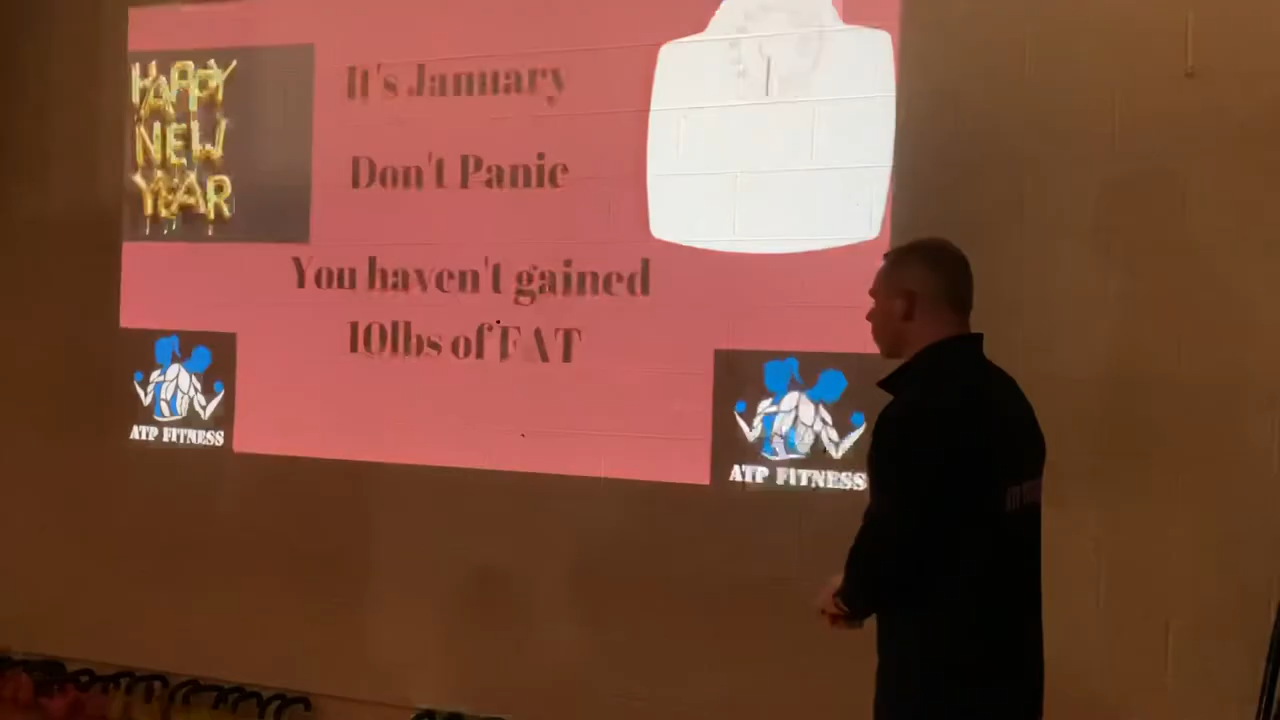 HAPPY
NEW
YEAR
It's January
Don't Panic
You haven't gained
10lbs of FAT
ATP FITNESS
ATP FITNESS